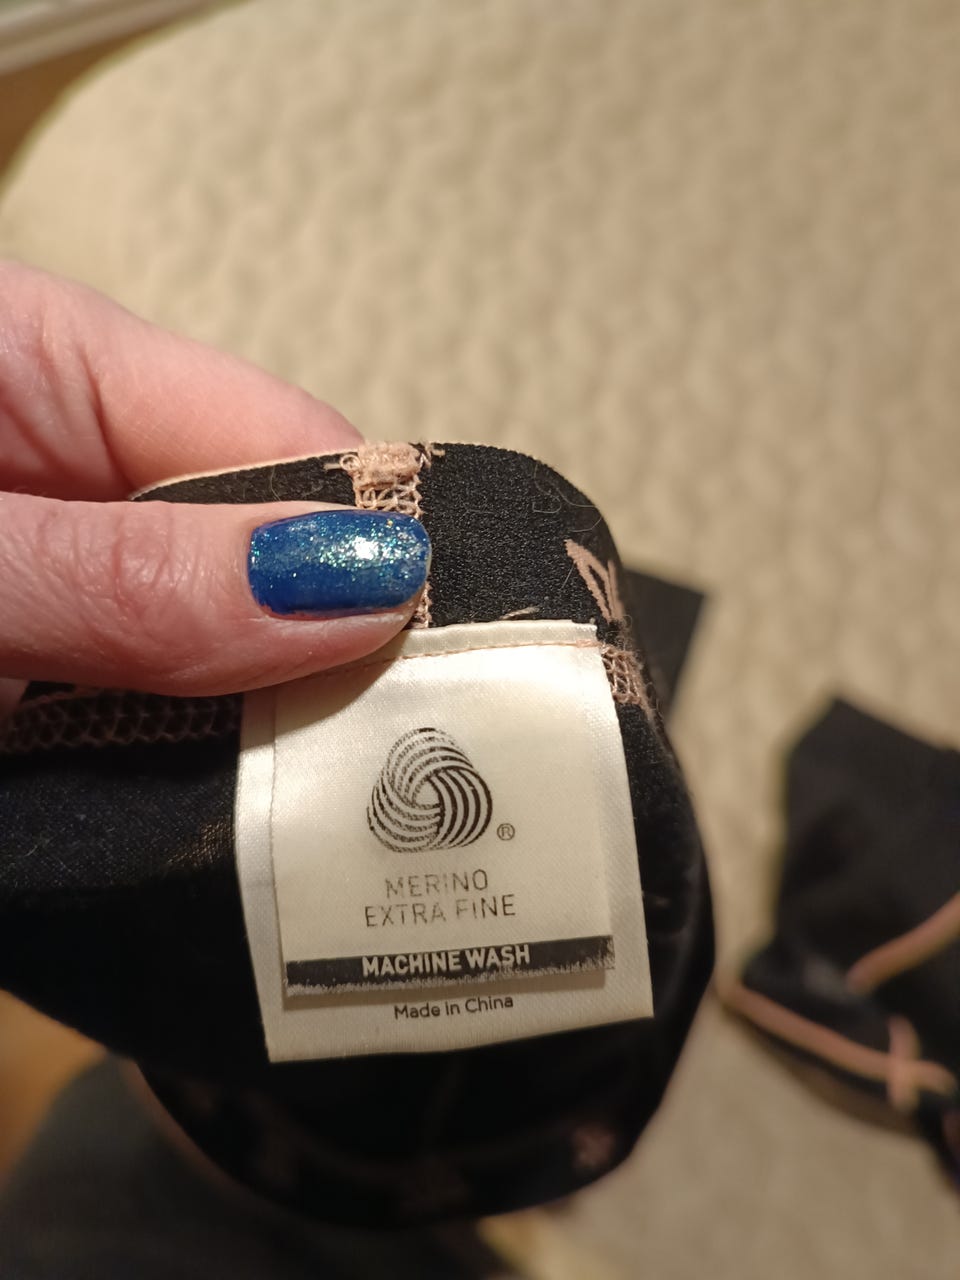 ®
MERINO
EXTRA FINE
MACHINE WASH
Made in China